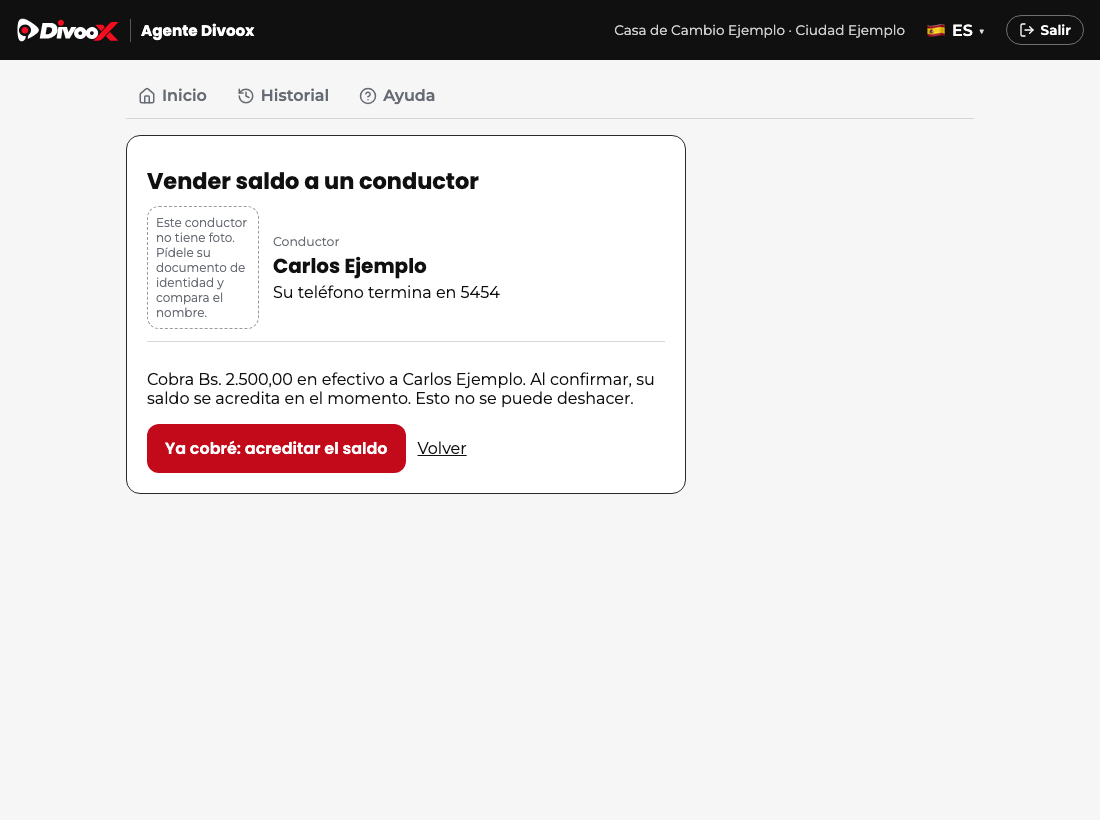 DivooX
Agente Divoox
Casa de Cambio Ejemplo · Ciudad Ejemplo
ES
Salir
Inicio
Historial
Ayuda
Vender saldo a un conductor
Este conductor
no tiene foto.
Pídele su
documento de
identidad y
compara el
nombre.
Conductor
Carlos Ejemplo
Su teléfono termina en 5454
Cobra Bs. 2.500,00 en efectivo a Carlos Ejemplo. Al confirmar, su
saldo se acredita en el momento. Esto no se puede deshacer.
Ya cobré: acreditar el saldo
Volver